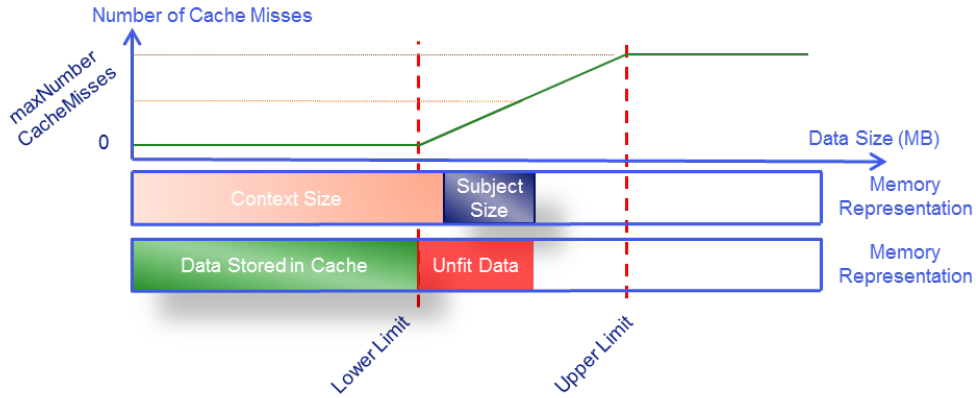 Number of Cache Misses
maxNumber
CacheMisses
0
Data Size (MB)
Context Size
Subject
Size
Memory
Representation
Data Stored in Cache
Unfit Data
Memory
Representation
Lower Limit
Upper Limit